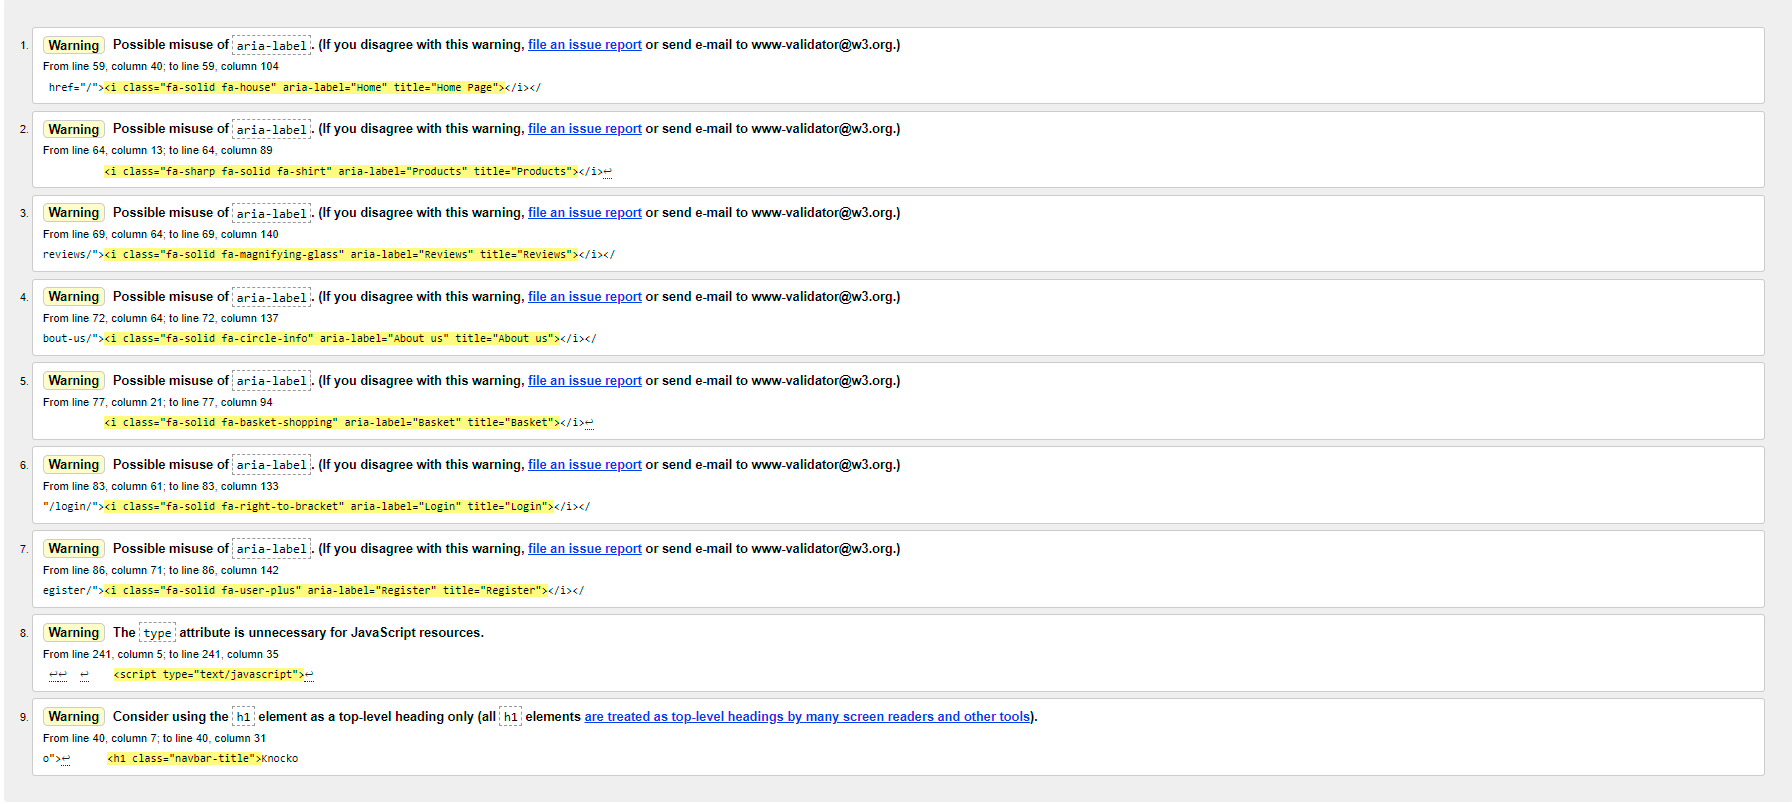 1. Warning Possible misuse of aria-label. (If you disagree with this warning, file an issue report or send e-mail to www-validator@w3.org.)
From line 59, column 40; to line 59, column 104
href="/"><i class="fa-solid fa-house" aria-label="Home" title="Home Page"></i></
2. Warning Possible misuse of aria-label. (If you disagree with this warning, file an issue report or send e-mail to www-validator@w3.org.)
From line 64, column 13; to line 64, column 89
<i class="fa-sharp fa-solid fa-shirt" aria-label="Products" title="Products"></i>↩
3. Warning Possible misuse of aria-label. (If you disagree with this warning, file an issue report or send e-mail to www-validator@w3.org.)
From line 69, column 64; to line 69, column 140
reviews/"><i class="fa-solid fa-magnifying-glass" aria-label="Reviews" title="Reviews"></i></
4. Warning Possible misuse of aria-label. (If you disagree with this warning, file an issue report or send e-mail to www-validator@w3.org.)
From line 72, column 64; to line 72, column 137
bout-us/"><i class="fa-solid fa-circle-info" aria-label="About us" title="About us"></i></
5. Warning Possible misuse of aria-label. (If you disagree with this warning, file an issue report or send e-mail to www-validator@w3.org.)
From line 77, column 21; to line 77, column 94
<i class="fa-solid fa-basket-shopping" aria-label="Basket" title="Basket"></i>↩
6. Warning Possible misuse of aria-label. (If you disagree with this warning, file an issue report or send e-mail to www-validator@w3.org.)
From line 83, column 61; to line 83, column 133
"/login/"><i class="fa-solid fa-right-to-bracket" aria-label="Login" title="Login"></i></
7. Warning Possible misuse of aria-label. (If you disagree with this warning, file an issue report or send e-mail to www-validator@w3.org.)
From line 86, column 71; to line 86, column 142
egister/"><i class="fa-solid fa-user-plus" aria-label="Register" title="Register"></i></
8. Warning The type attribute is unnecessary for JavaScript resources.
From line 241, column 5; to line 241, column 35
↩↩ ↩ <script type="text/javascript">↩
9. Warning Consider using the h1 element as a top-level heading only (all h1 elements are treated as top-level headings by many screen readers and other tools).
From line 40, column 7; to line 40, column 31
o">↩ <h1 class="navbar-title">Knocko